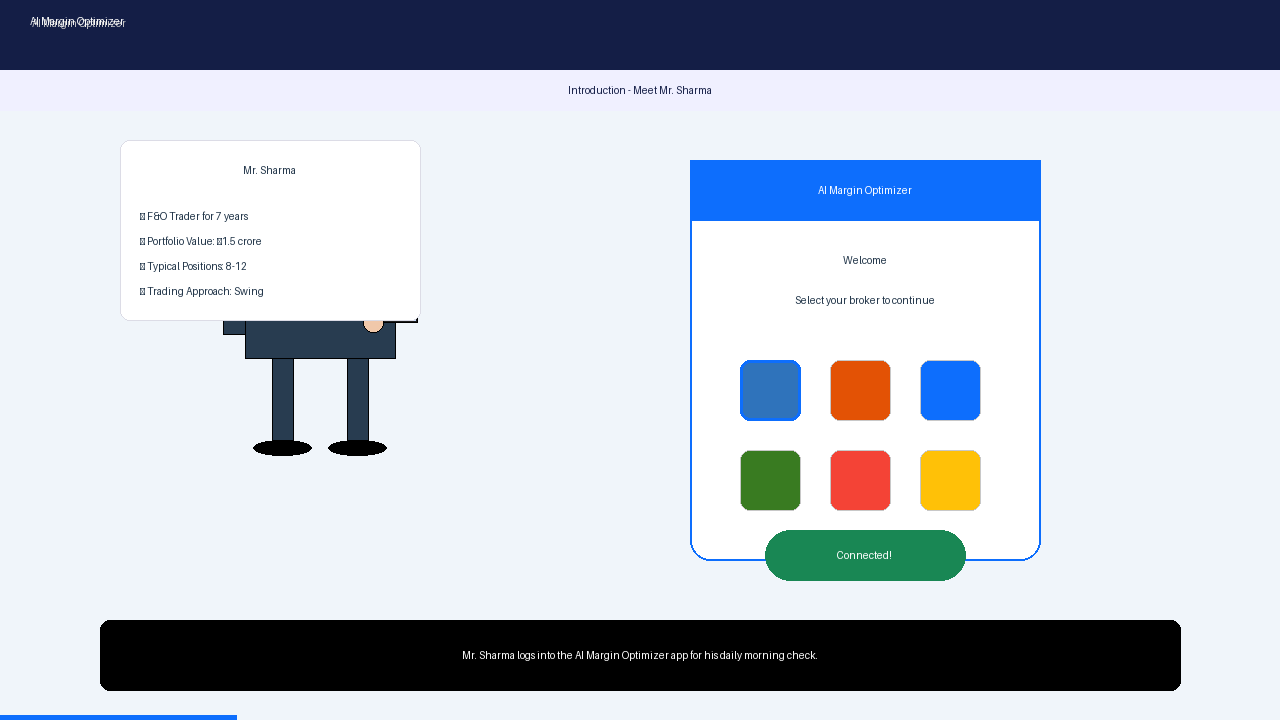 AI Margin Optimizer
Introduction - Meet Mr. Sharma
Mr. Sharma
F&O Trader for 7 years
Portfolio Value: 1.5 crore
Typical Positions: 8-12
Trading Approach: Swing
AI Margin Optimizer
Welcome
Select your broker to continue
Connected!
Mr. Sharma logs into the AI Margin Optimizer app for his daily morning check.